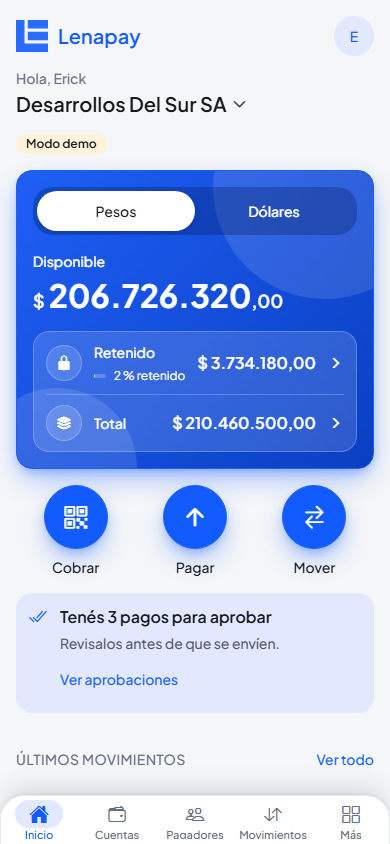 Lenapay
E
Hola, Erick
Desarrollos Del Sur SA
Modo demo
Pesos
Dólares
Disponible
$ 206.726.320,00
Retenido
2 % retenido
$ 3.734.180,00
Total
$ 210.460.500,00
Cobrar
Pagar
Mover
Tenés 3 pagos para aprobar
Revisalos antes de que se envíen.
Ver aprobaciones
ÚLTIMOS MOVIMIENTOS
Ver todo
Inicio
Cuentas
Pagadores
Movimientos
Más